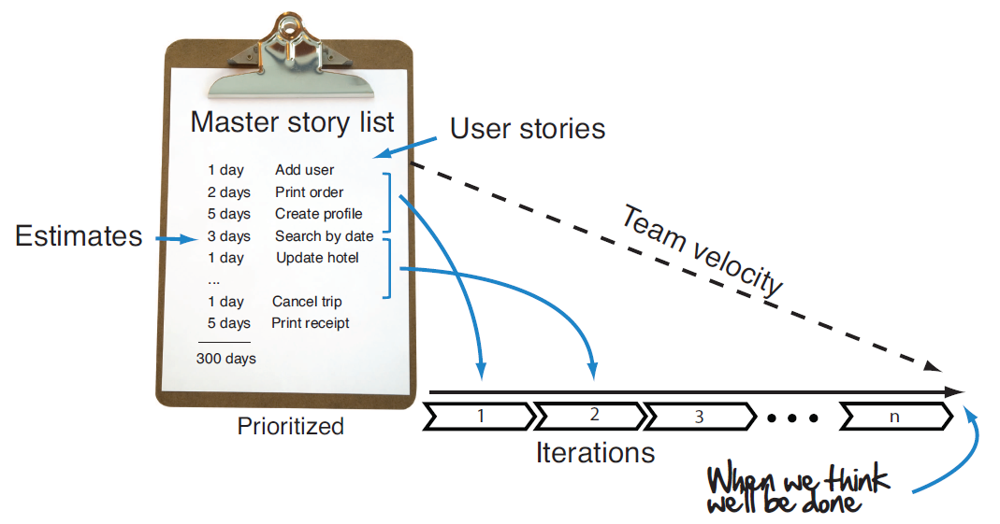 Master story list
User stories
1 day Add user
2 days Print order
5 days Create profile
Estimates
3 days Search by date
1 day Update hotel
...
1 day Cancel trip
5 days Print receipt
300 days
Prioritized
Team velocity
1 2 3 n
Iterations
When we think
we'll be done